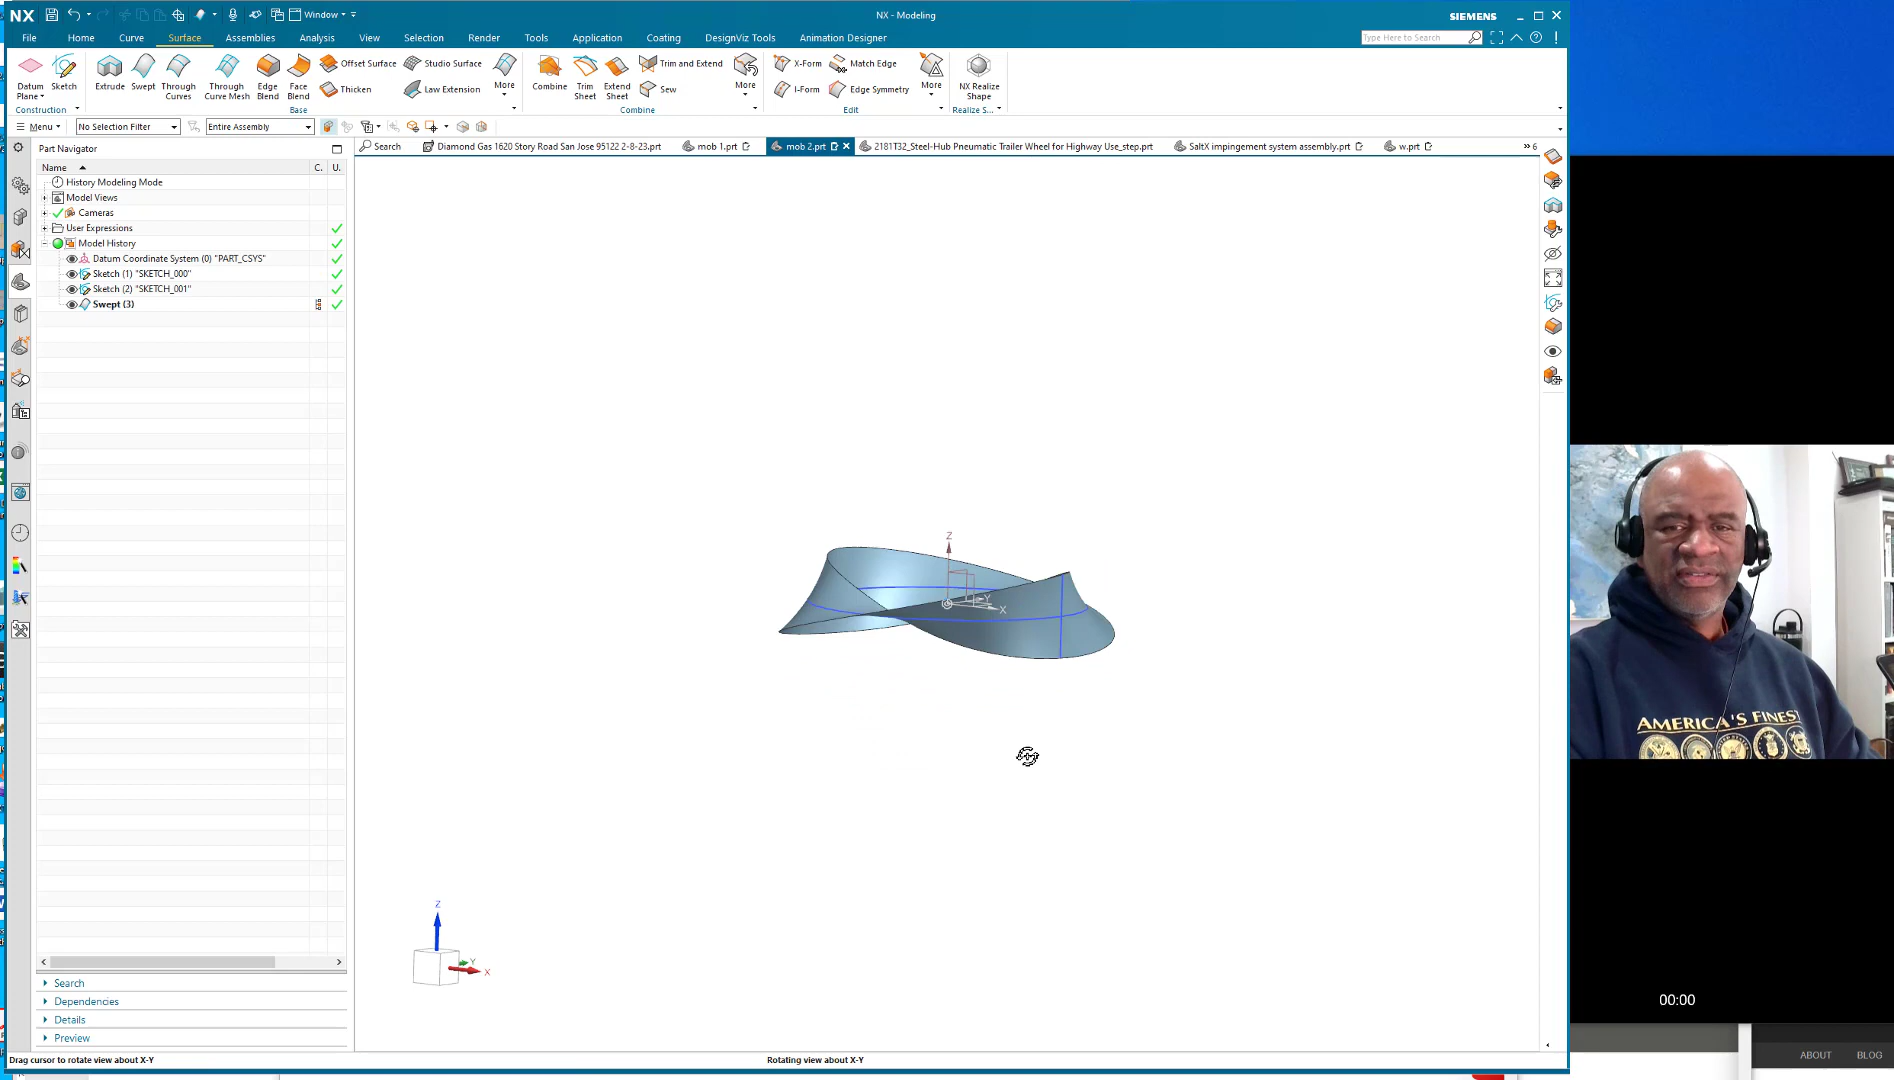 NX
Window
NX - Modeling
SIEMENS
File
Home
Curve
Surface
Assemblies
Analysis
View
Selection
Render
Tools
Application
Coating
DesignViz Tools
Animation Designer
Type Here to Search
Datum Plane
Sketch
Extrude
Swept
Through Curves
Through Curve Mesh
Edge Blend
Face Blend
Offset Surface
Thicken
Studio Surface
Law Extension
More
Combine
Trim Sheet
Extend Sheet
Trim and Extend
Sew
More
X-Form
I-Form
Match Edge
Edge Symmetry
More
NX Realize Shape
Construction
Base
Combine
Edit
Realize S...
Menu
No Selection Filter
Entire Assembly
Part Navigator
Search
Diamond Gas 1620 Story Road San Jose 95122 2-8-23.prt
mob 1.prt
mob 2.prt
2181T32_Steel-Hub Pneumatic Trailer Wheel for Highway Use_step.prt
SaltX impingement system assembly.prt
w.prt
6
Name
C.
U.
History Modeling Mode
Model Views
Cameras
User Expressions
Model History
Datum Coordinate System (0) "PART_CSYS"
Sketch (1) "SKETCH_000"
Sketch (2) "SKETCH_001"
Swept (3)
Z
Y
X
AMERICA'S FINEST
Z
Y
X
Search
Dependencies
Details
Preview
00:00
ABOUT
BLOG
Drag cursor to rotate view about X-Y
Rotating view about X-Y